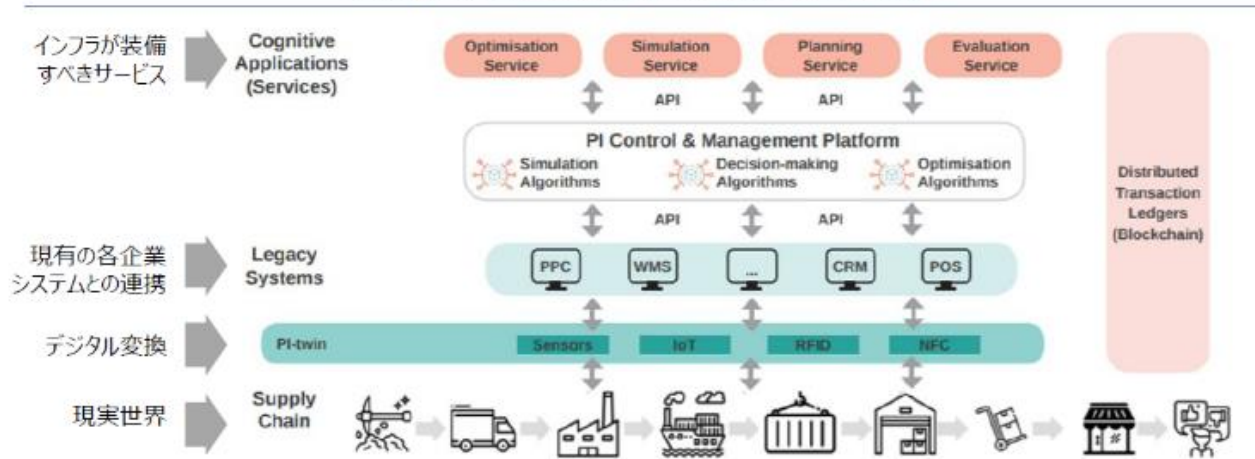 インフラが装備
すべきサービス
Cognitive
Applications
(Services)
Optimisation
Service
Simulation
Service
Planning
Service
Evaluation
Service
API
API
PI Control & Management Platform
Simulation
Algorithms
Decision-making
Algorithms
Optimisation
Algorithms
API
API
Distributed
Transaction
Ledgers
(Blockchain)
現有の各企業
システムとの連携
Legacy
Systems
PPC
WMS
...
CRM
POS
デジタル変換
PI-twin
Sensors
IoT
RFID
NFC
現実世界
Supply
Chain